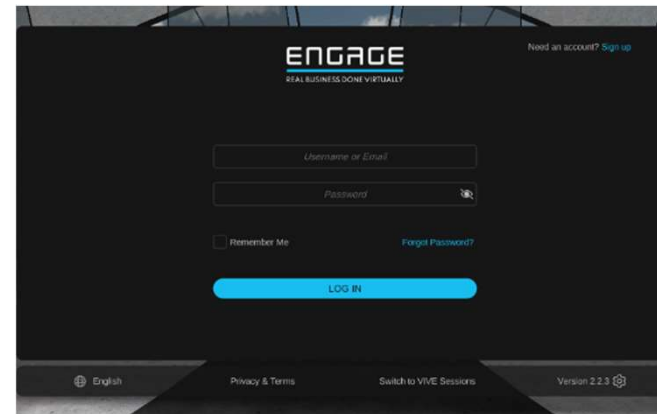 Need an account? Sign up
ENGAGE
REAL BUSINESS DONE VIRTUALLY
Username or Email
Password
Remember Me
Forgot Password?
LOG IN
English
Privacy & Terms
Switch to VIVE Sessions
Version 2.2.3